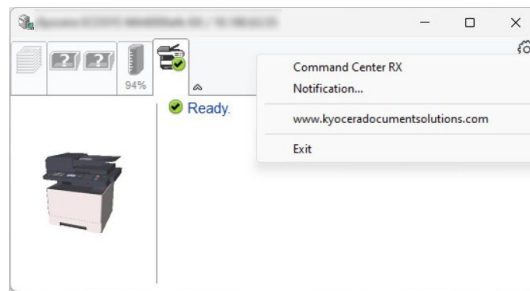 94%
Ready.
Command Center RX
Notification...
www.kyoceradocumentsolutions.com
Exit